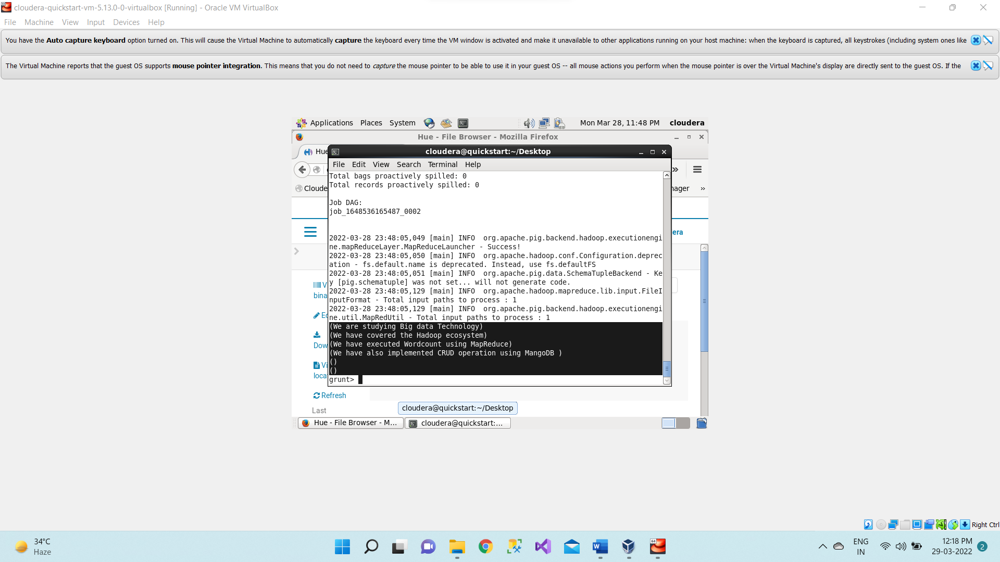 cloudera-quickstart-vm-5.13.0-0-virtualbox [Running] - Oracle VM VirtualBox
File Machine View Input Devices Help
You have the Auto capture keyboard option turned on. This will cause the Virtual Machine to automatically capture the keyboard every time the VM window is activated and make it unavailable to other applications running on your host machine: when the keyboard is captured, all keystrokes (including system ones like
The Virtual Machine reports that the guest OS supports mouse pointer integration. This means that you do not need to capture the mouse pointer to be able to use it in your guest OS -- all mouse actions you perform when the mouse pointer is over the Virtual Machine's display are directly sent to the guest OS. If the
Applications Places System Mon Mar 28, 11:48 PM cloudera
Hue - File Browser - Mozilla Firefox
Hue
cloudera@quickstart:~/Desktop
File Edit View Search Terminal Help
»
Cloude
nager »
era
Total bags proactively spilled: 0
Total records proactively spilled: 0
Job DAG:
job_1648536165487_0002
2022-03-28 23:48:05,049 [main] INFO  org.apache.pig.backend.hadoop.executionengi
ne.mapReduceLayer.MapReduceLauncher - Success!
2022-03-28 23:48:05,050 [main] INFO  org.apache.hadoop.conf.Configuration.deprec
ation - fs.default.name is deprecated. Instead, use fs.defaultFS
2022-03-28 23:48:05,051 [main] INFO  org.apache.pig.data.SchemaTupleBackend - Ke
y [pig.schematuple] was not set... will not generate code.
2022-03-28 23:48:05,129 [main] INFO  org.apache.hadoop.mapreduce.lib.input.FileI
nputFormat - Total input paths to process : 1
2022-03-28 23:48:05,129 [main] INFO  org.apache.pig.backend.hadoop.executionengi
ne.util.MapRedUtil - Total input paths to process : 1
(We are studying Big data Technology)
(We have covered the Hadoop ecosystem)
(We have executed Wordcount using MapReduce)
(We have also implemented CRUD operation using MangoDB )
()
()
grunt>
V
bina
Ed
Dow
Vi
loca
Refresh
Last
cloudera@quickstart:~/Desktop
Hue - File Browser - M... cloudera@quickstart:...
Right Ctrl
34°C
Haze
ENG
IN
12:18 PM
29-03-2022
2